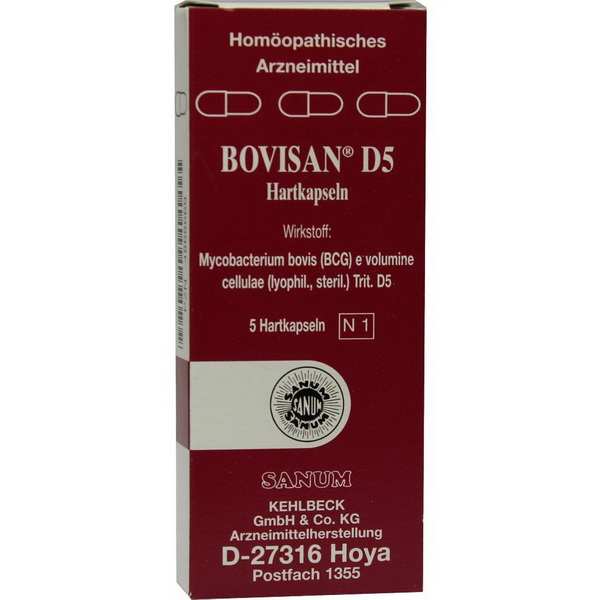 Homöopathisches
Arzneimittel
BOVISAN® D5
Hartkapseln
Wirkstoff:
Mycobacterium bovis (BCG) e volumine
cellulae (lyophil., steril.) Trit. D5
5 Hartkapseln N 1
SANUM
SANUM
SANUM
SANUM
KEHLBECK
GmbH & Co. KG
Arzneimittelherstellung
D-27316 Hoya
Postfach 1355